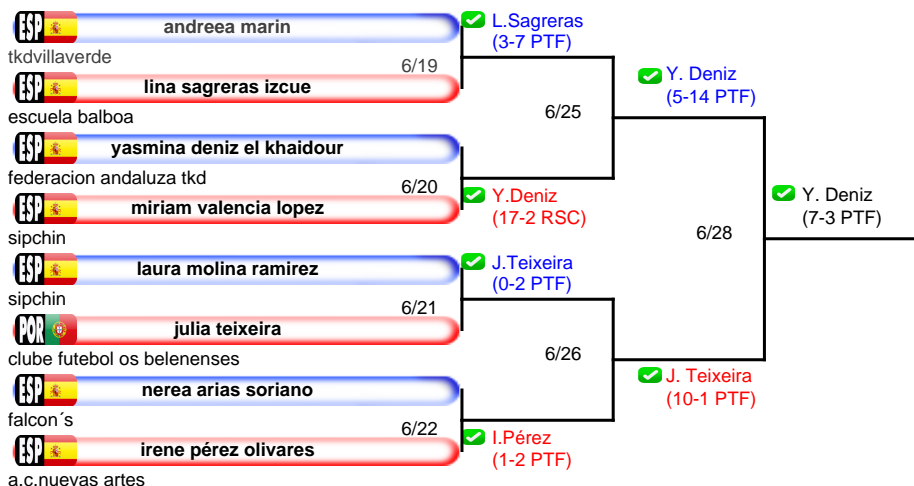 ESP andreea marin
tkdvillaverde
6/19
ESP lina sagreras izcue
escuela balboa
ESP yasmina deniz el khaidour
federacion andaluza tkd
6/20
ESP miriam valencia lopez
sipchin
ESP laura molina ramirez
sipchin
6/21
POR julia teixeira
clube futebol os belenenses
ESP nerea arias soriano
falcon´s
6/22
ESP irene pérez olivares
a.c.nuevas artes
L.Sagreras
(3-7 PTF)
6/25
Y.Deniz
(17-2 RSC)
J.Teixeira
(0-2 PTF)
6/26
I.Pérez
(1-2 PTF)
Y. Deniz
(5-14 PTF)
6/28
J. Teixeira
(10-1 PTF)
Y. Deniz
(7-3 PTF)